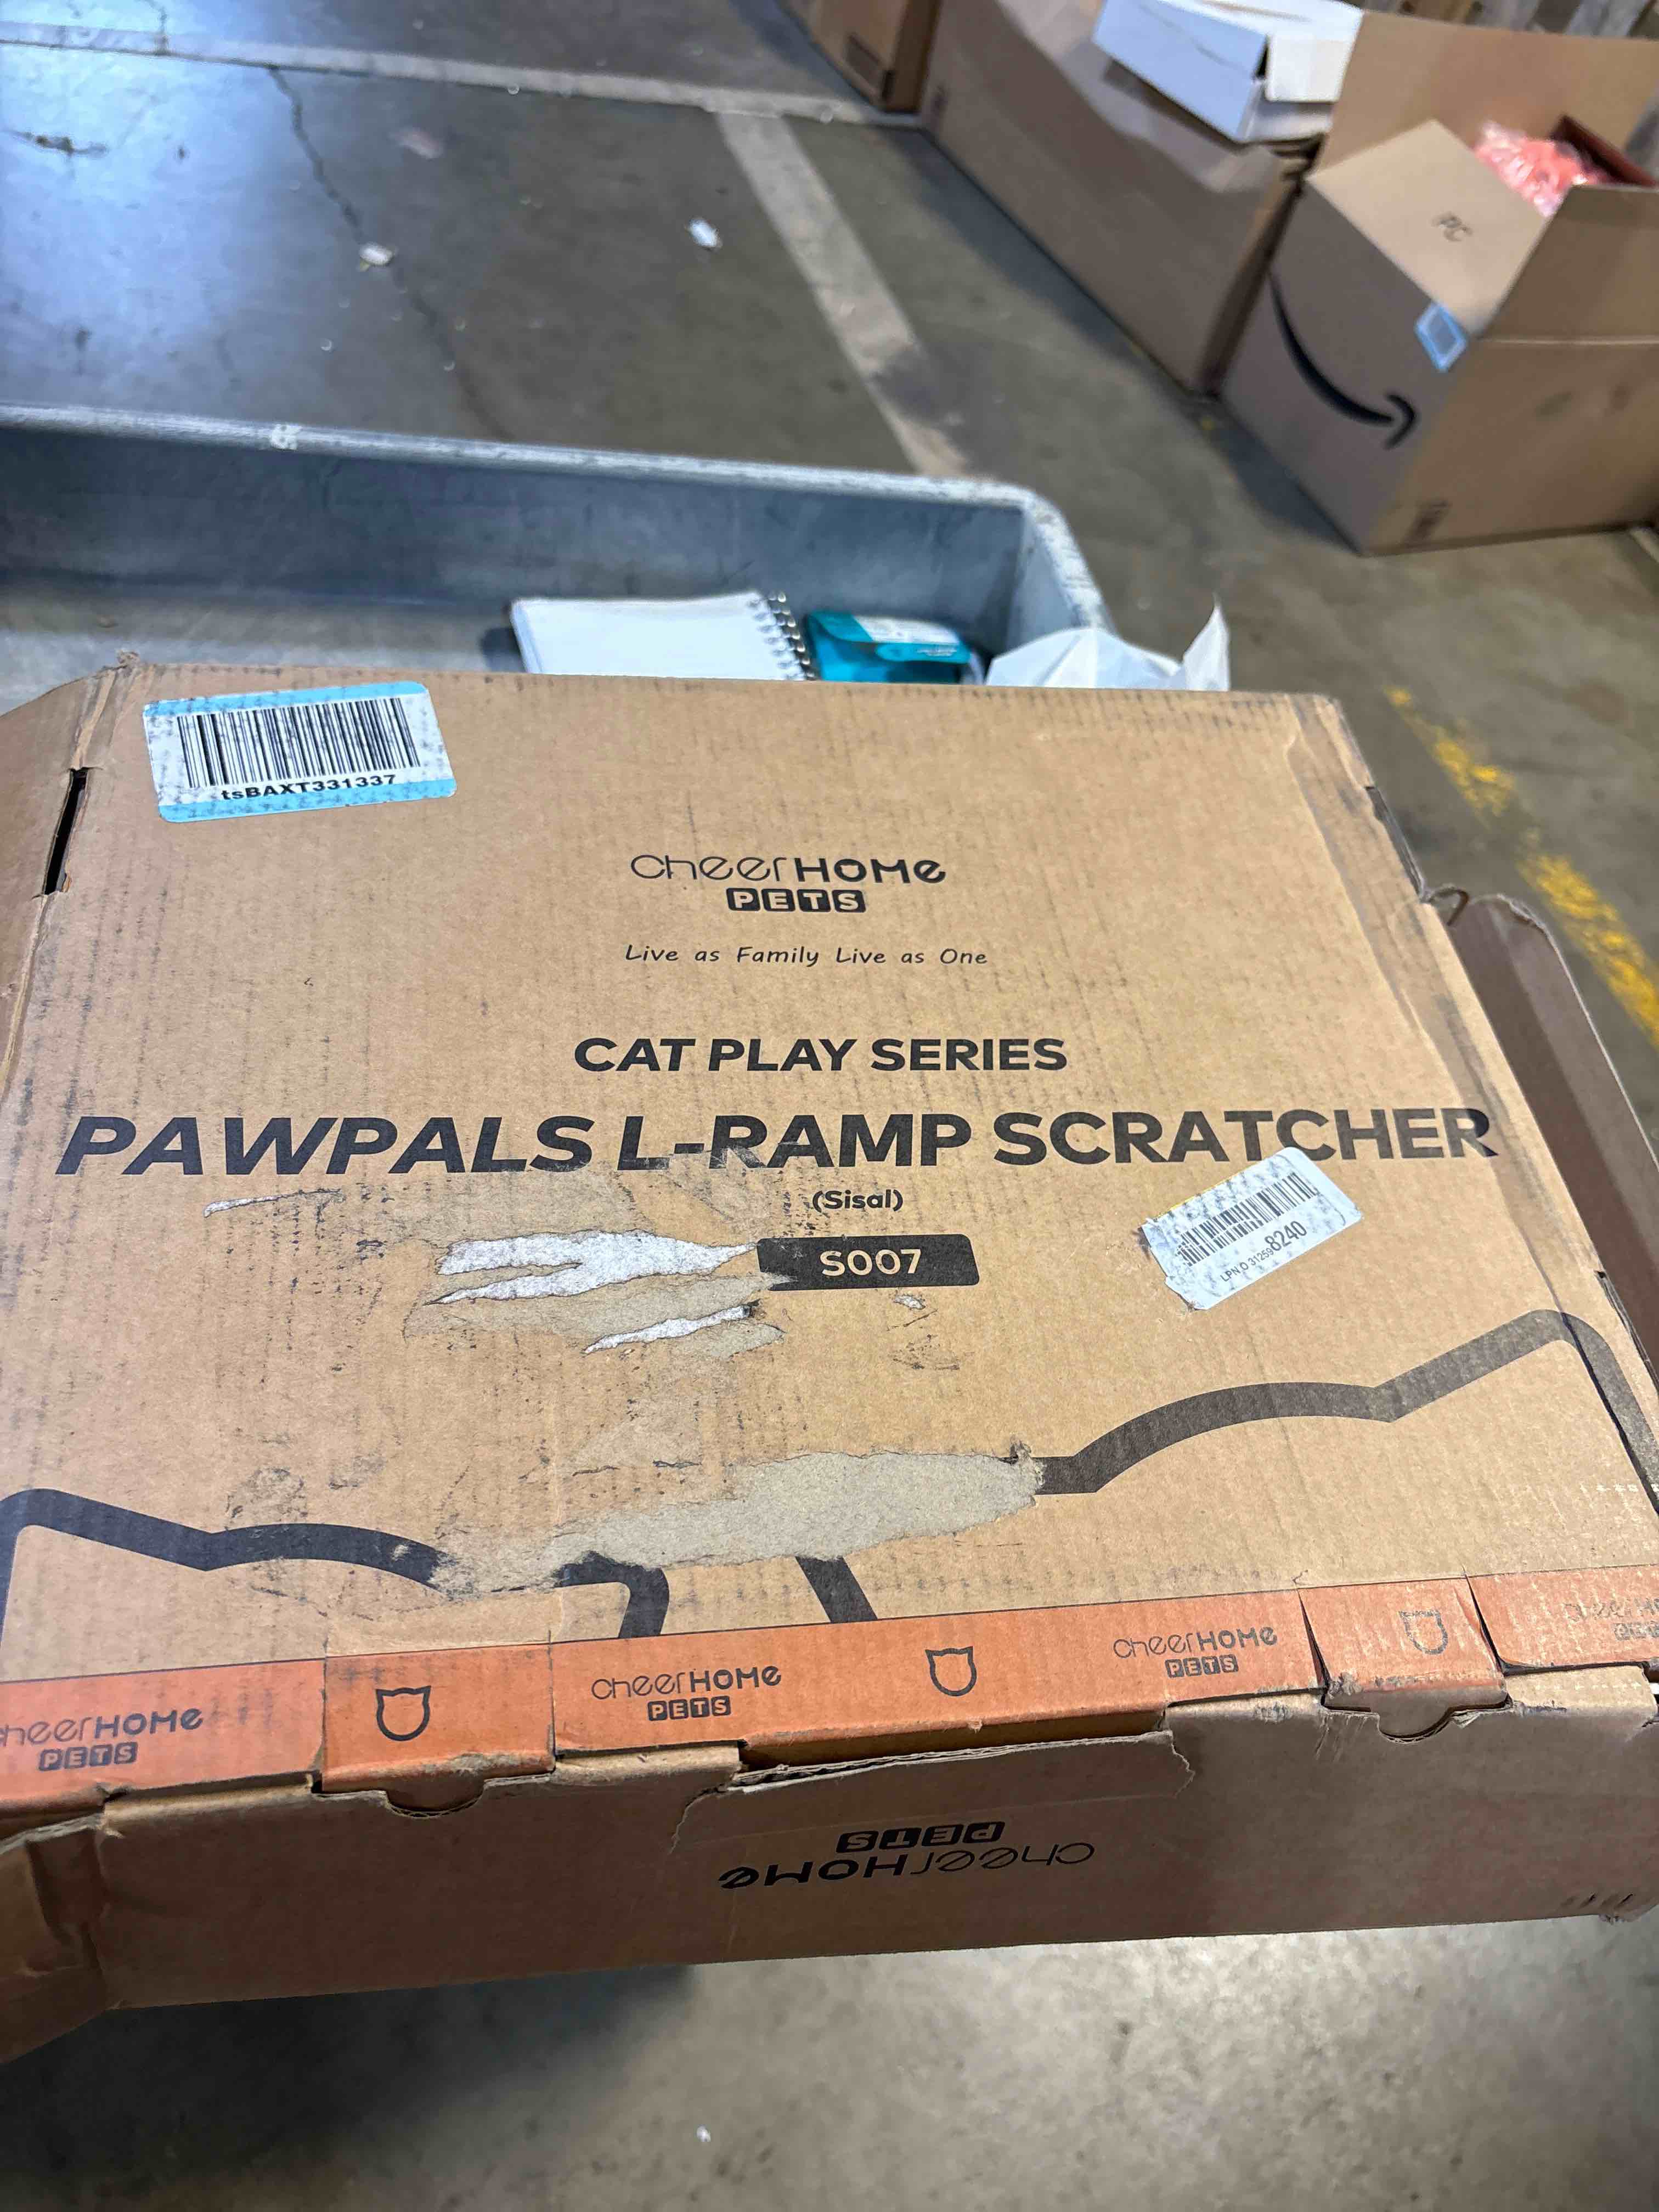 PC
tsBAXT331337
cheerHOMe
PETS
Live as Family Live as One
CAT PLAY SERIES
PAWPALS L-RAMP SCRATCHER
(Sisal)
S007
8240
cheerHOMe
PETS
cheerHOMe
PETS
cheerHOMe
PETS
cheerHOMe
PETS